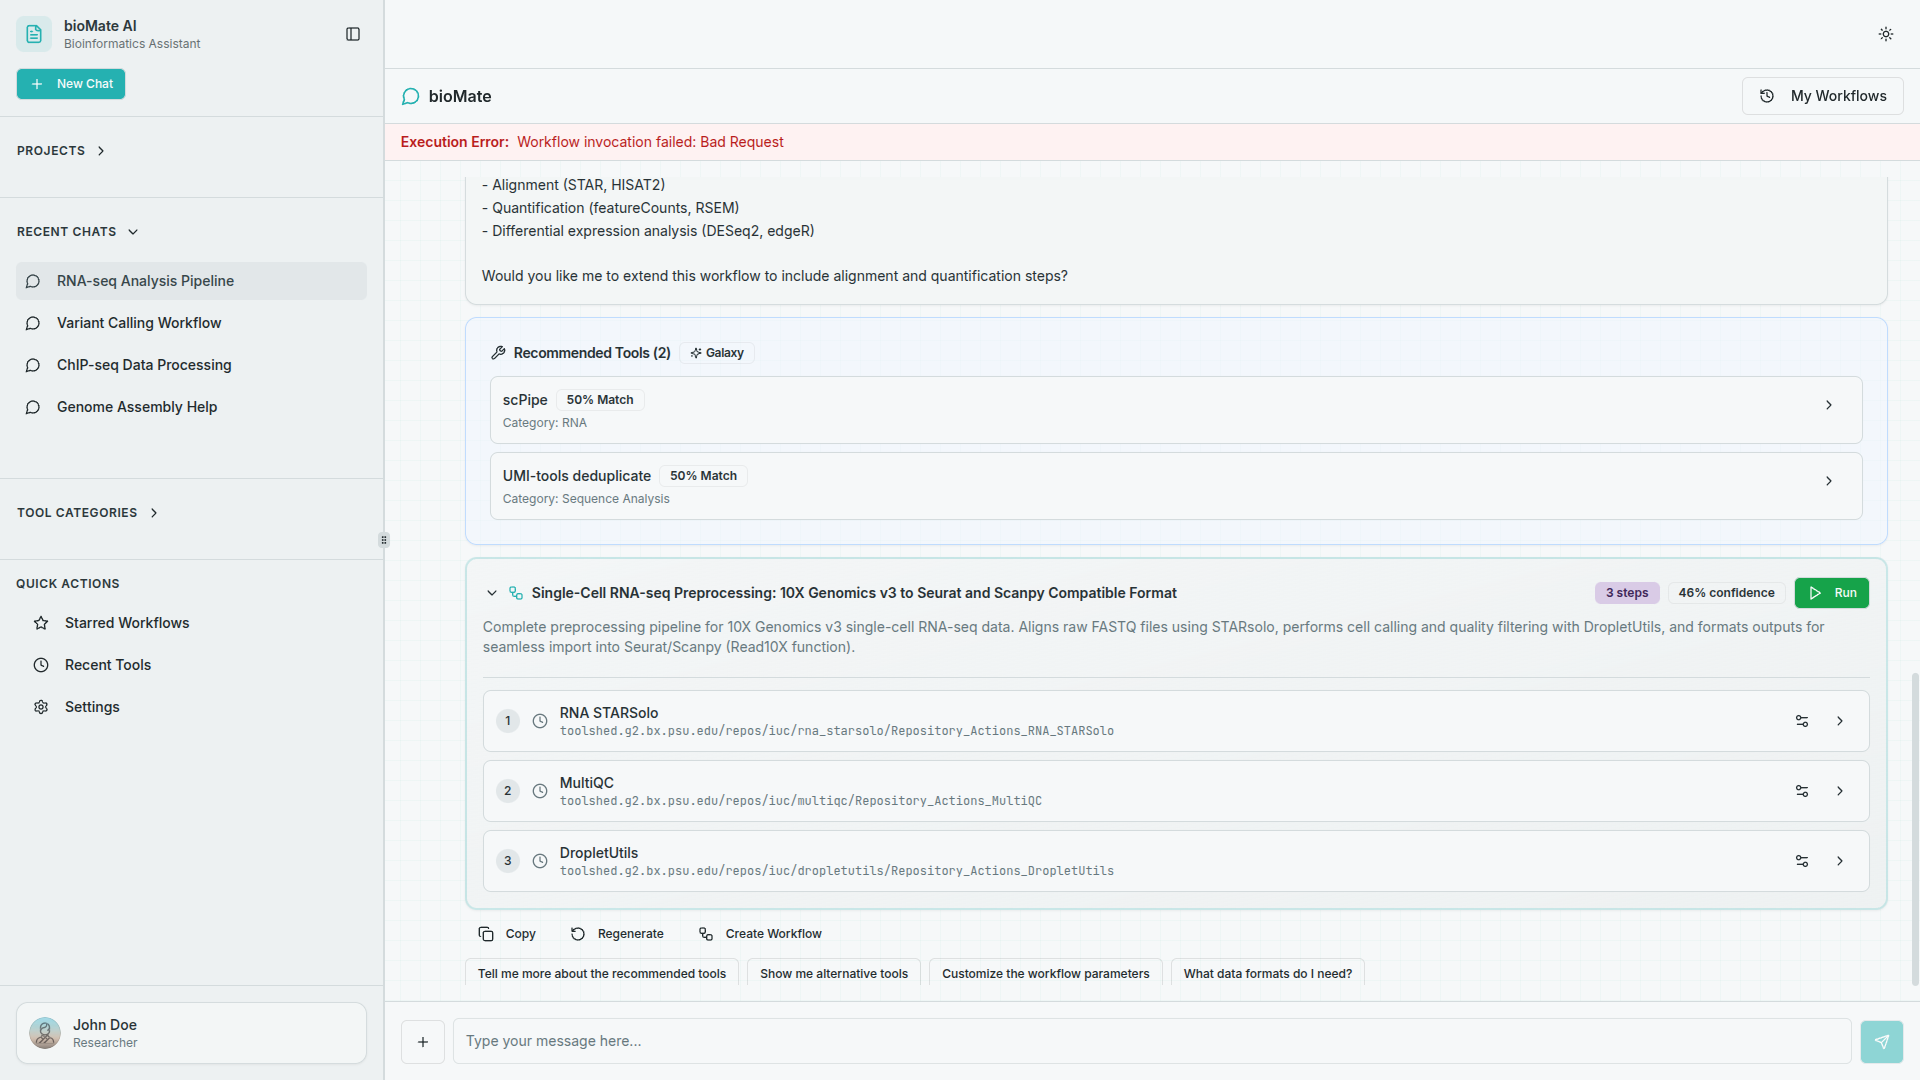 bioMate AI
Bioinformatics Assistant
New Chat
PROJECTS
RECENT CHATS
RNA-seq Analysis Pipeline
Variant Calling Workflow
ChIP-seq Data Processing
Genome Assembly Help
TOOL CATEGORIES
QUICK ACTIONS
Starred Workflows
Recent Tools
Settings
John Doe
Researcher
bioMate
My Workflows
Execution Error: Workflow invocation failed: Bad Request
- Alignment (STAR, HISAT2)
- Quantification (featureCounts, RSEM)
- Differential expression analysis (DESeq2, edgeR)
Would you like me to extend this workflow to include alignment and quantification steps?
Recommended Tools (2) Galaxy
scPipe 50% Match
Category: RNA
UMI-tools deduplicate 50% Match
Category: Sequence Analysis
Single-Cell RNA-seq Preprocessing: 10X Genomics v3 to Seurat and Scanpy Compatible Format 3 steps 46% confidence Run
Complete preprocessing pipeline for 10X Genomics v3 single-cell RNA-seq data. Aligns raw FASTQ files using STARsolo, performs cell calling and quality filtering with DropletUtils, and formats outputs for
seamless import into Seurat/Scanpy (Read10X function).
1 RNA STARSolo
toolshed.g2.bx.psu.edu/repos/iuc/rna_starsolo/Repository_Actions_RNA_STARSolo
2 MultiQC
toolshed.g2.bx.psu.edu/repos/iuc/multiqc/Repository_Actions_MultiQC
3 DropletUtils
toolshed.g2.bx.psu.edu/repos/iuc/dropletutils/Repository_Actions_DropletUtils
Copy Regenerate Create Workflow
Tell me more about the recommended tools Show me alternative tools Customize the workflow parameters What data formats do I need?
Type your message here...